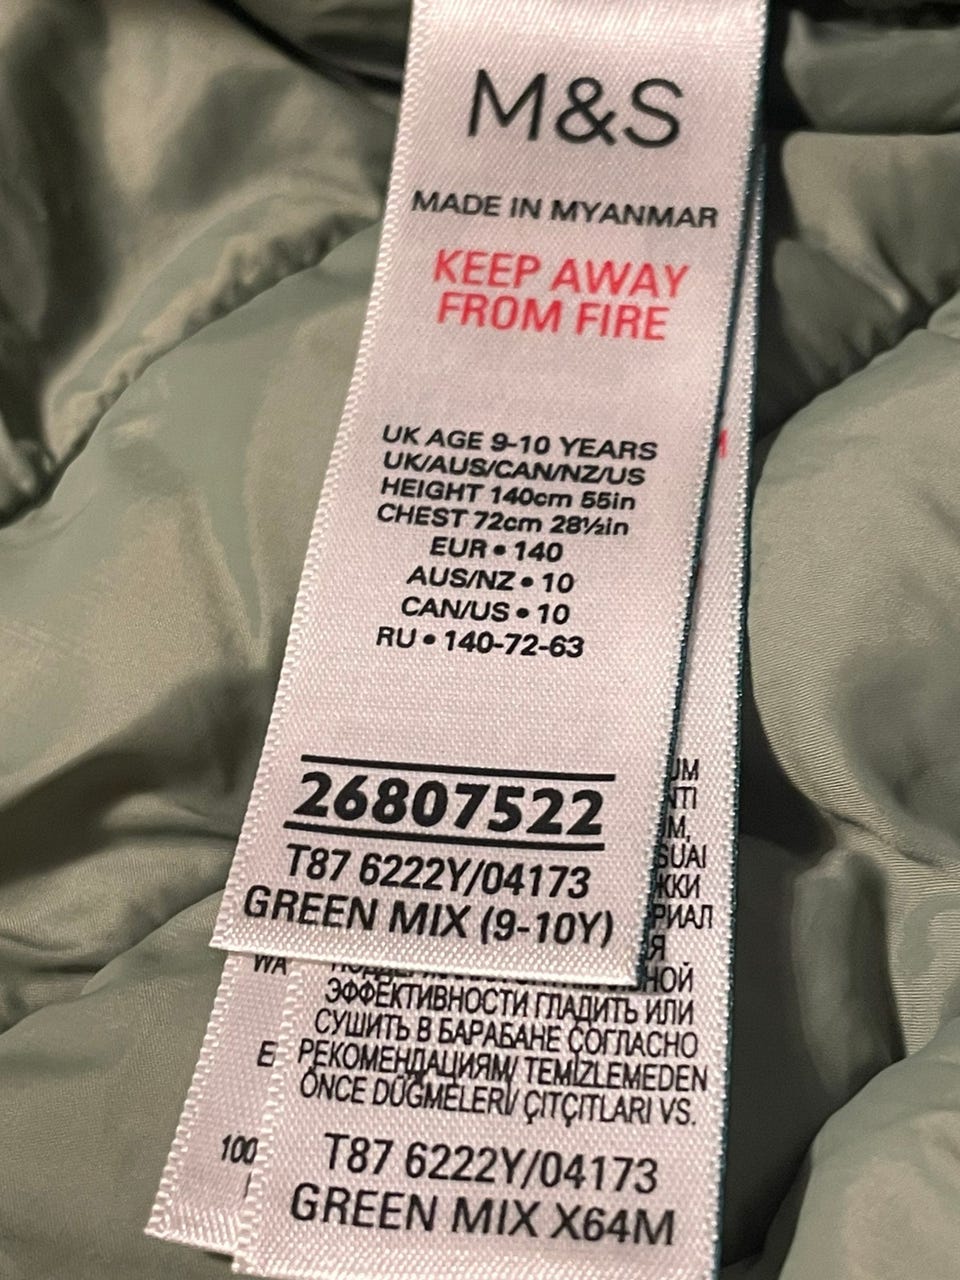 M&S
MADE IN MYANMAR
KEEP AWAY
FROM FIRE
UK AGE 9-10 YEARS
UK/AUS/CAN/NZ/US
HEIGHT 140cm 55in
CHEST 72cm 28½in
EUR • 140
AUS/NZ • 10
CAN/US • 10
RU • 140-72-63
26807522
T87 6222Y/04173
GREEN MIX (9-10Y)
ЭФФЕКТИВНОСТИ ГЛАДИТЬ ИЛИ
СУШИТЬ В БАРАБАНЕ СОГЛАСНО
РЕКОМЕНДАЦИЯМ/ TEMİZLEMEDEN
ÖNCE DÜĞMELERİ/ ÇITÇITLARI VS.
100
T87 6222Y/04173
GREEN MIX X64M